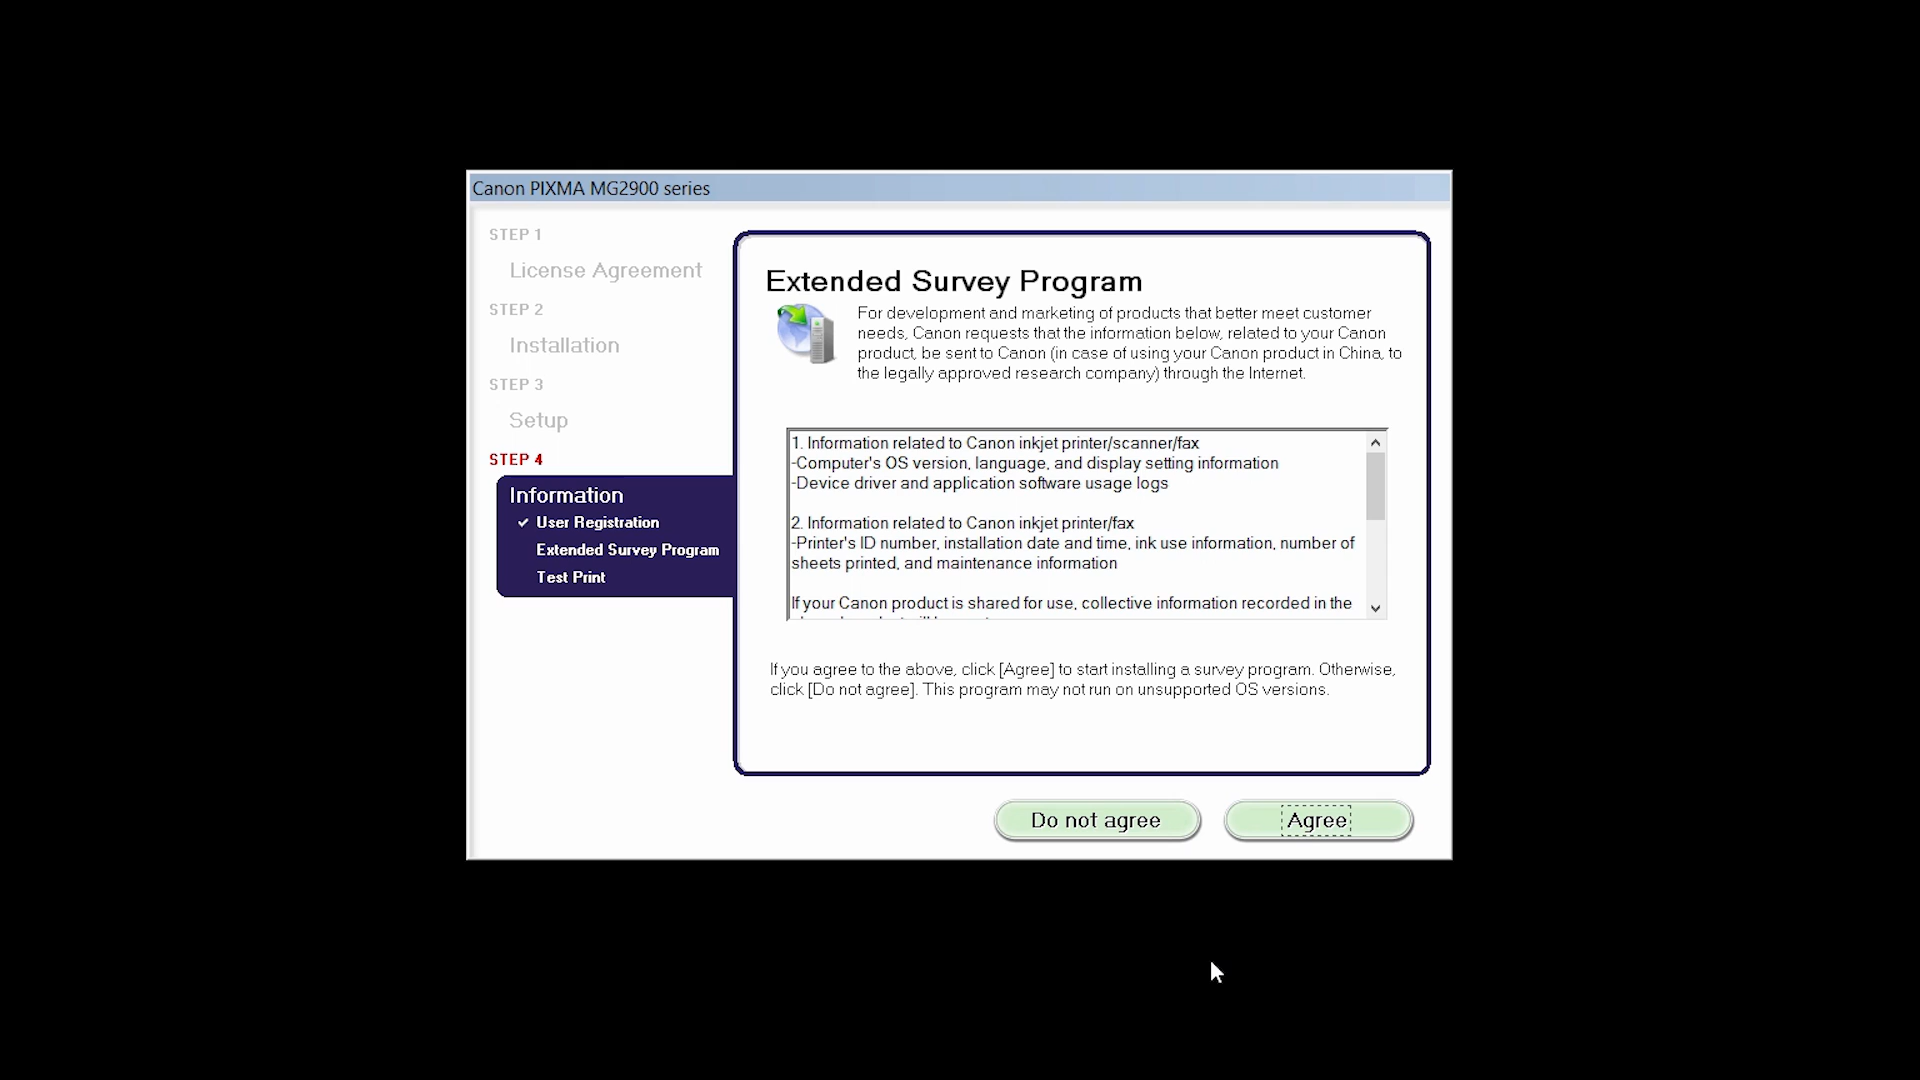 Canon PIXMA MG2900 series
STEP 1
License Agreement
STEP 2
Installation
STEP 3
Setup
STEP 4
Information
User Registration
Extended Survey Program
Test Print
Extended Survey Program
For development and marketing of products that better meet customer
needs, Canon requests that the information below, related to your Canon
product, be sent to Canon (in case of using your Canon product in China, to
the legally approved research company) through the Internet.
1. Information related to Canon inkjet printer/scanner/fax
-Computer's OS version, language, and display setting information
-Device driver and application software usage logs
2. Information related to Canon inkjet printer/fax
-Printer's ID number, installation date and time, ink use information, number of
sheets printed, and maintenance information
If your Canon product is shared for use, collective information recorded in the
If you agree to the above, click [Agree] to start installing a survey program. Otherwise,
click [Do not agree]. This program may not run on unsupported OS versions.
Do not agree
Agree